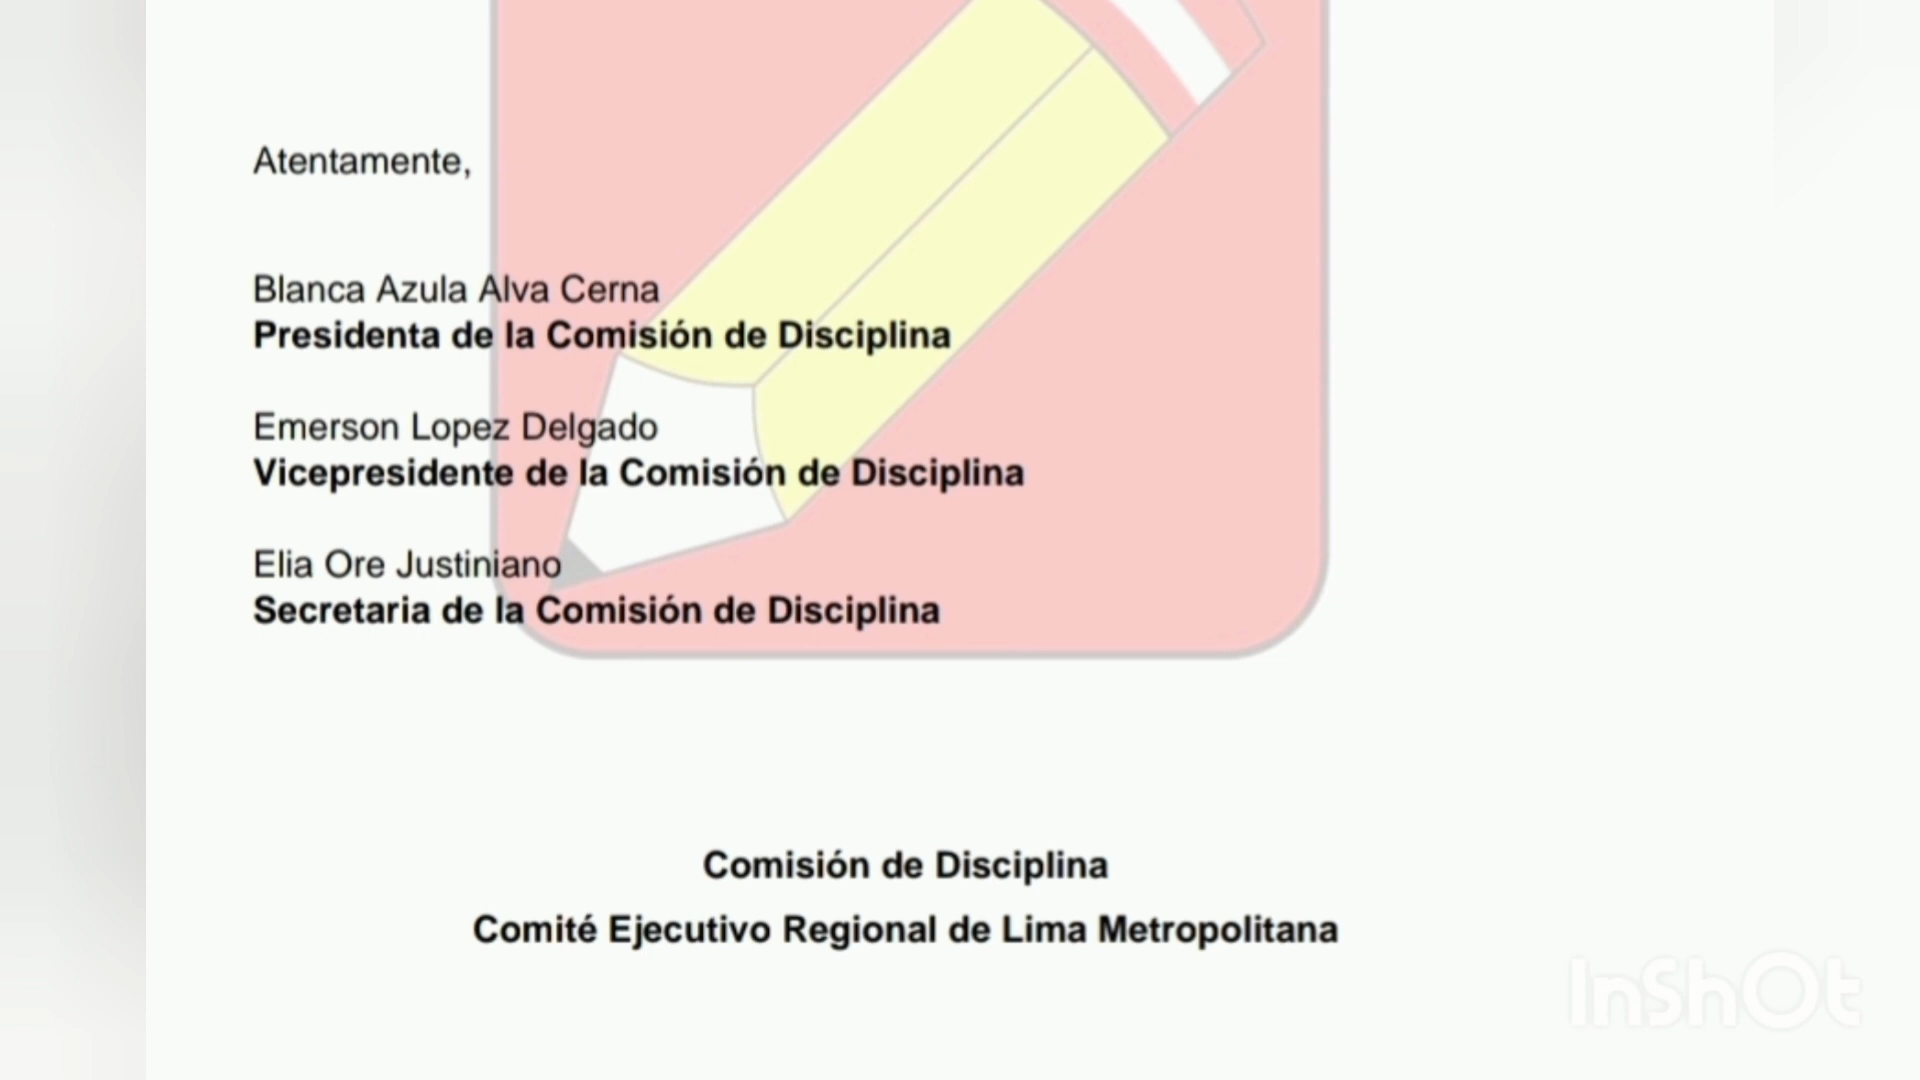 Atentamente,
Blanca Azula Alva Cerna
Presidenta de la Comisión de Disciplina
Emerson Lopez Delgado
Vicepresidente de la Comisión de Disciplina
Elia Ore Justiniano
Secretaria de la Comisión de Disciplina
Comisión de Disciplina
Comité Ejecutivo Regional de Lima Metropolitana
InShOt